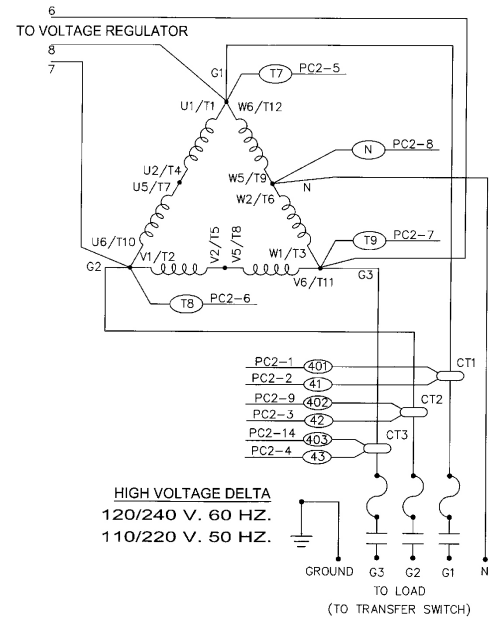 6
TO VOLTAGE REGULATOR
8
7
G1
T7
PC2-5
U1/T1
W6/T12
N
PC2-8
U2/T4
U5/T7
W5/T9
W2/T6
N
U6/T10
V1/T2
V2/T5
V5/T8
W1/T3
V6/T11
T9
PC2-7
G2
G3
T8
PC2-6
PC2-1
401
CT1
PC2-2
41
PC2-9
402
CT2
PC2-3
42
PC2-14
403
CT3
PC2-4
43
HIGH VOLTAGE DELTA
120/240 V. 60 HZ.
110/220 V. 50 HZ.
GROUND
G3
G2
G1
N
TO LOAD
(TO TRANSFER SWITCH)